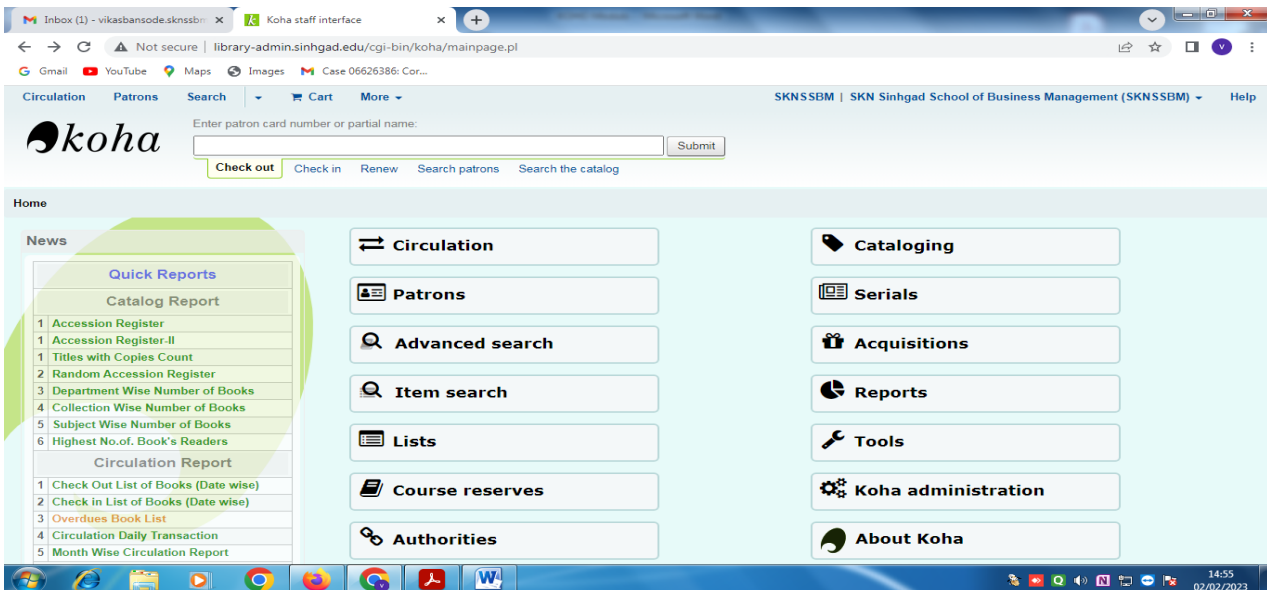 Inbox (1) - vikasbansode.sknssbm
Koha staff interface
Not secure | library-admin.sinhgad.edu/cgi-bin/koha/mainpage.pl
V
Gmail YouTube Maps Images Case 06626386: Cor...
Circulation Patrons Search Cart More SKNSSBM | SKN Sinhgad School of Business Management (SKNSSBM) Help
koha
Enter patron card number or partial name:
Submit
Check out Check in Renew Search patrons Search the catalog
Home
News
Quick Reports
Catalog Report
1 Accession Register
1 Accession Register-II
1 Titles with Copies Count
2 Random Accession Register
3 Department Wise Number of Books
4 Collection Wise Number of Books
5 Subject Wise Number of Books
6 Highest No.of. Book's Readers
Circulation Report
1 Check Out List of Books (Date wise)
2 Check in List of Books (Date wise)
3 Overdues Book List
4 Circulation Daily Transaction
5 Month Wise Circulation Report
Circulation
Patrons
Advanced search
Item search
Lists
Course reserves
Authorities
Cataloging
Serials
Acquisitions
Reports
Tools
Koha administration
About Koha
14:55
02/02/2023